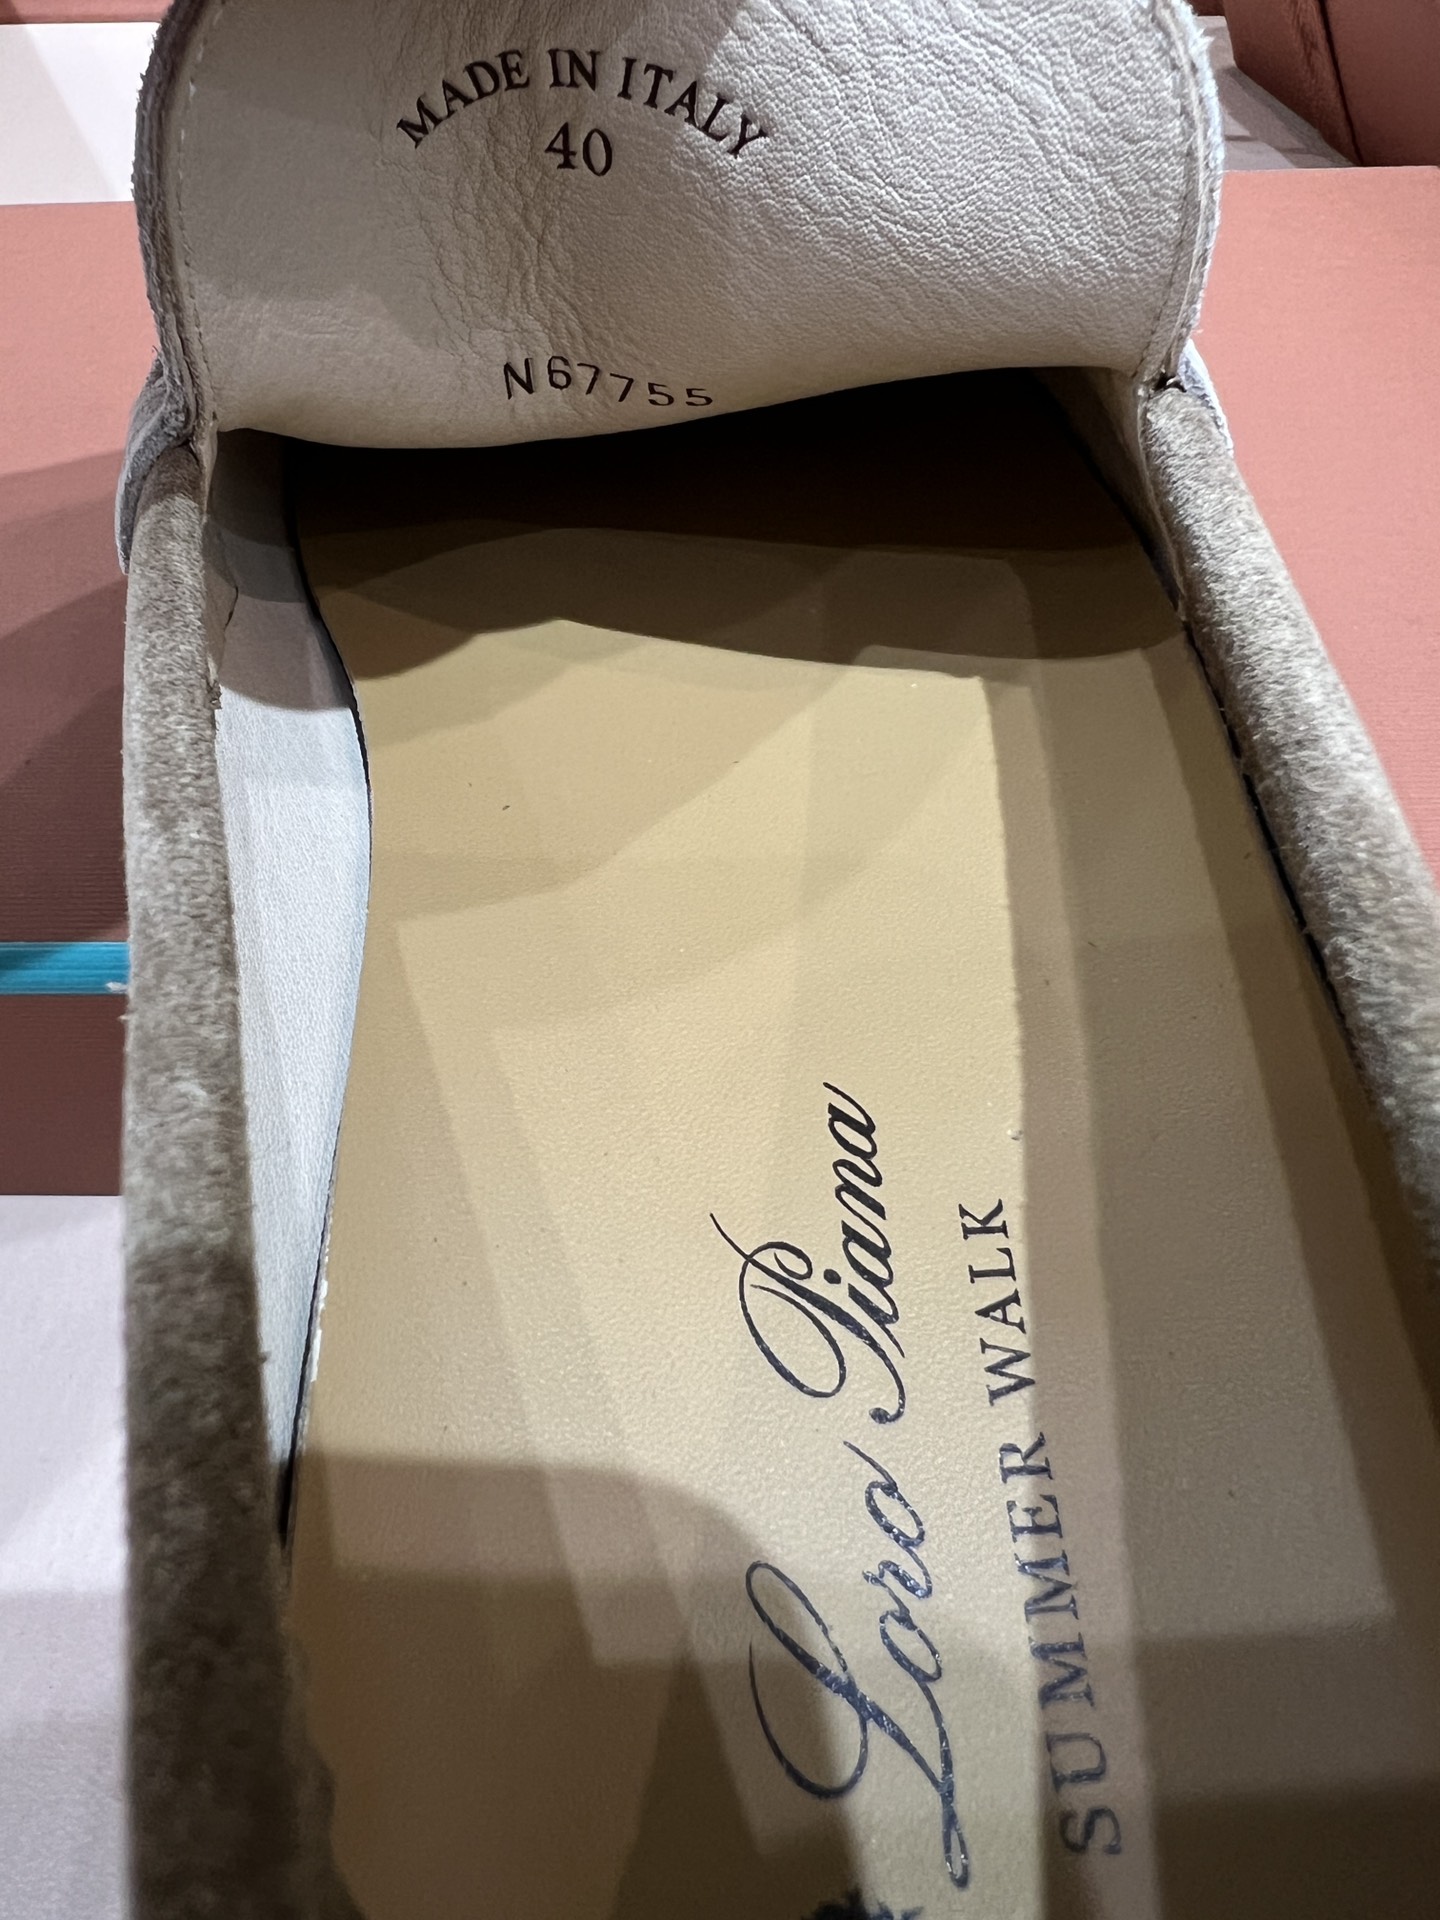 MADE IN ITALY
40
N67755
Loro Piana
SUMMER WALK